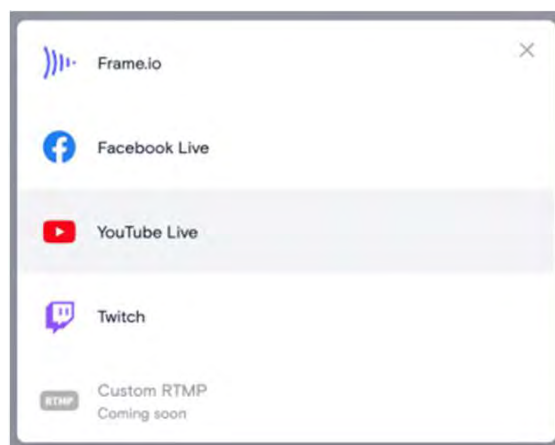 Frame.io
Facebook Live
YouTube Live
Twitch
RTMP
Custom RTMP
Coming soon